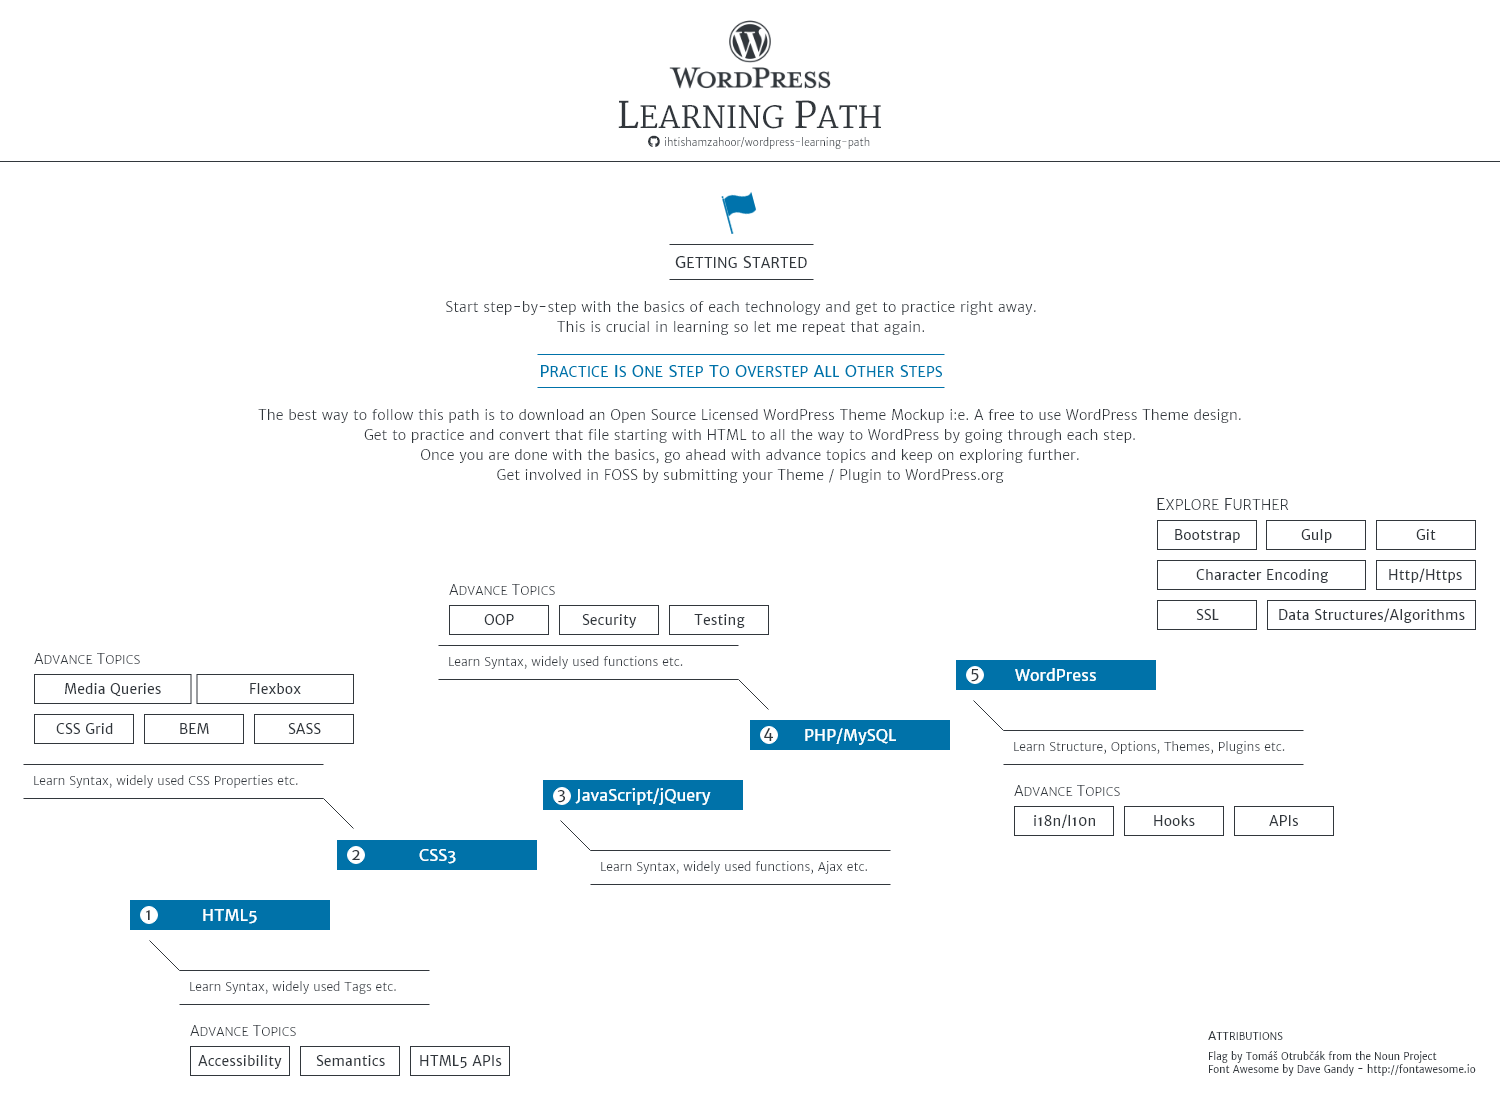 WORDPRESS
LEARNING PATH
ihtishamzahoor/wordpress-learning-path
GETTING STARTED
Start step-by-step with the basics of each technology and get to practice right away.
This is crucial in learning so let me repeat that again.
PRACTICE IS ONE STEP TO OVERSTEP ALL OTHER STEPS
The best way to follow this path is to download an Open Source Licensed WordPress Theme Mockup i:e. A free to use WordPress Theme design.
Get to practice and convert that file starting with HTML to all the way to WordPress by going through each step.
Once you are done with the basics, go ahead with advance topics and keep on exploring further.
Get involved in FOSS by submitting your Theme / Plugin to WordPress.org
EXPLORE FURTHER
Bootstrap Gulp Git
Character Encoding Http/Https
SSL Data Structures/Algorithms
ADVANCE TOPICS
OOP Security Testing
Learn Syntax, widely used functions etc.
ADVANCE TOPICS
Media Queries Flexbox
CSS Grid BEM SASS
Learn Syntax, widely used CSS Properties etc.
5 WordPress
4 PHP/MySQL
Learn Structure, Options, Themes, Plugins etc.
ADVANCE TOPICS
i18n/l10n Hooks APIs
3 JavaScript/jQuery
Learn Syntax, widely used functions, Ajax etc.
2 CSS3
1 HTML5
Learn Syntax, widely used Tags etc.
ADVANCE TOPICS
Accessibility Semantics HTML5 APIs
ATTRIBUTIONS
Flag by Tomáš Otrubčák from the Noun Project
Font Awesome by Dave Gandy - http://fontawesome.io